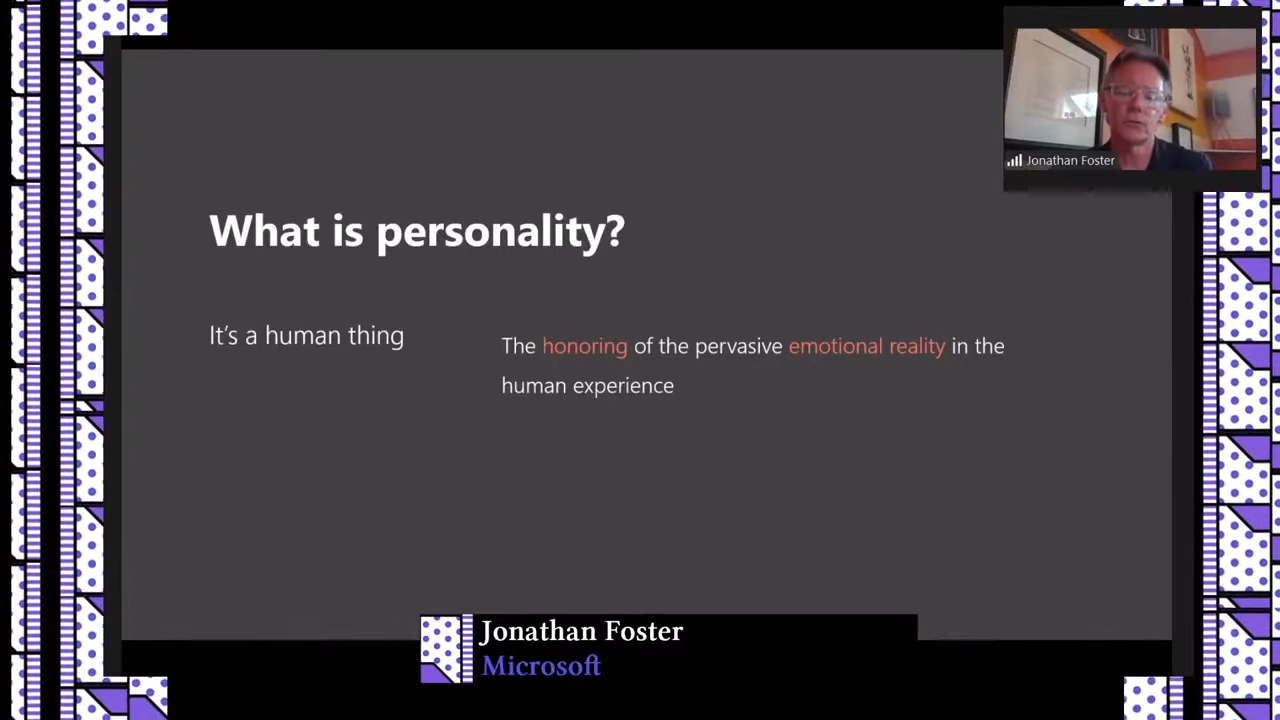 Jonathan Foster
What is personality?
It's a human thing
The honoring of the pervasive emotional reality in the
human experience
Jonathan Foster
Microsoft